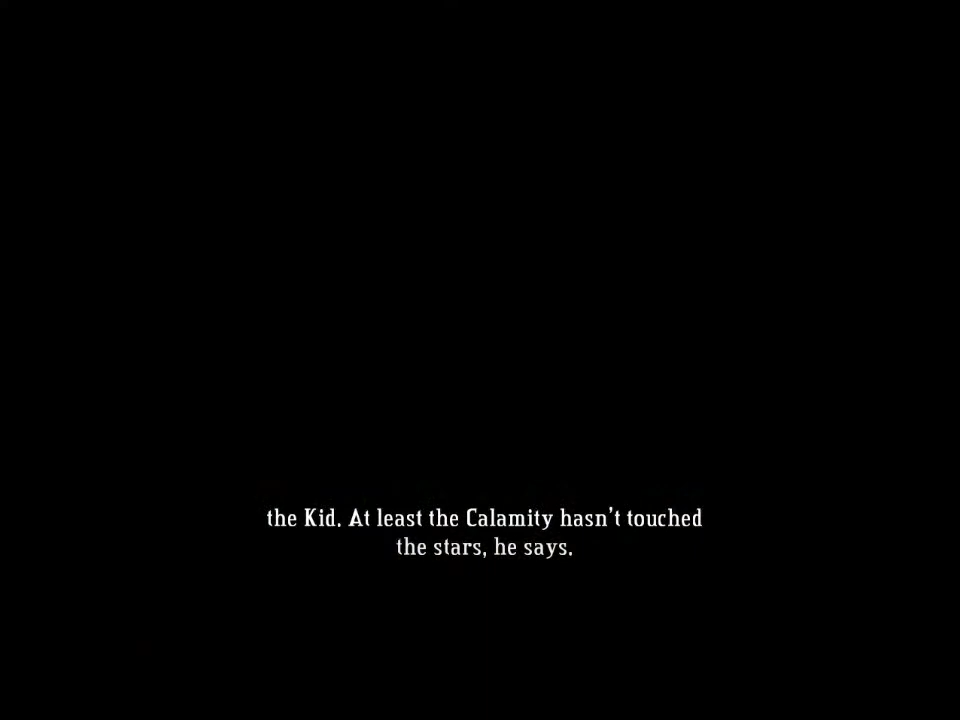 the Kid. At least the Calamity hasn't touched
the stars, he says.